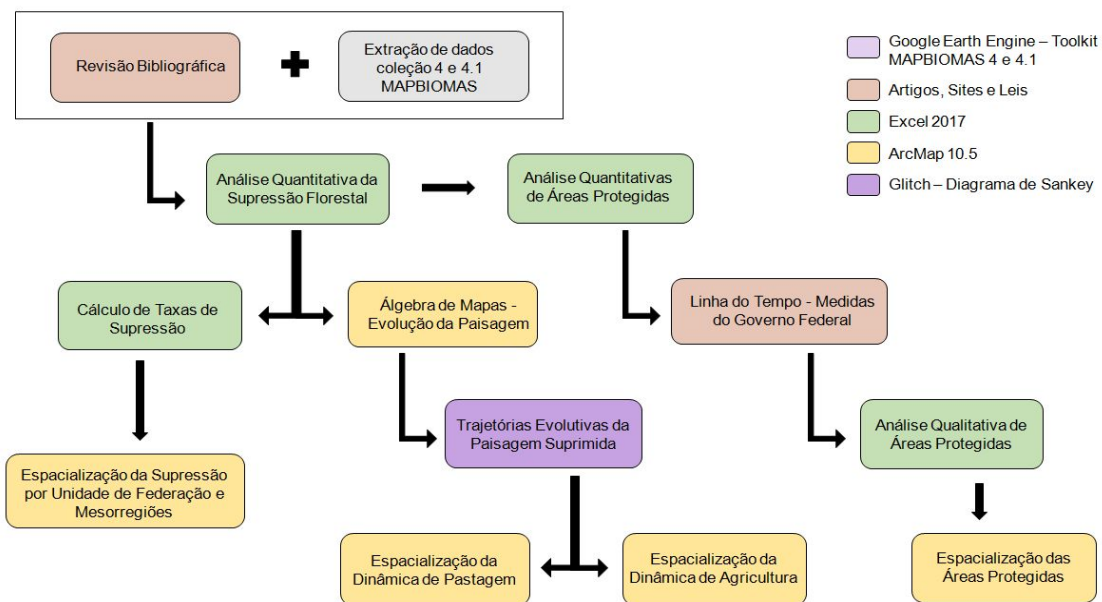 Revisão Bibliográfica
Extração de dados
coleção 4 e 4.1
MAPBIOMAS
Google Earth Engine – Toolkit
MAPBIOMAS 4 e 4.1
Artigos, Sites e Leis
Excel 2017
ArcMap 10.5
Glitch – Diagrama de Sankey
Análise Quantitativa da
Supressão Florestal
Análise Quantitativas
de Áreas Protegidas
Cálculo de Taxas de
Supressão
Álgebra de Mapas -
Evolução da Paisagem
Linha do Tempo - Medidas
do Governo Federal
Trajetórias Evolutivas da
Paisagem Suprimida
Análise Qualitativa de
Áreas Protegidas
Espacialização da Supressão
por Unidade de Federação e
Mesorregiões
Espacialização da
Dinâmica de Pastagem
Espacialização da
Dinâmica de Agricultura
Espacialização das
Áreas Protegidas